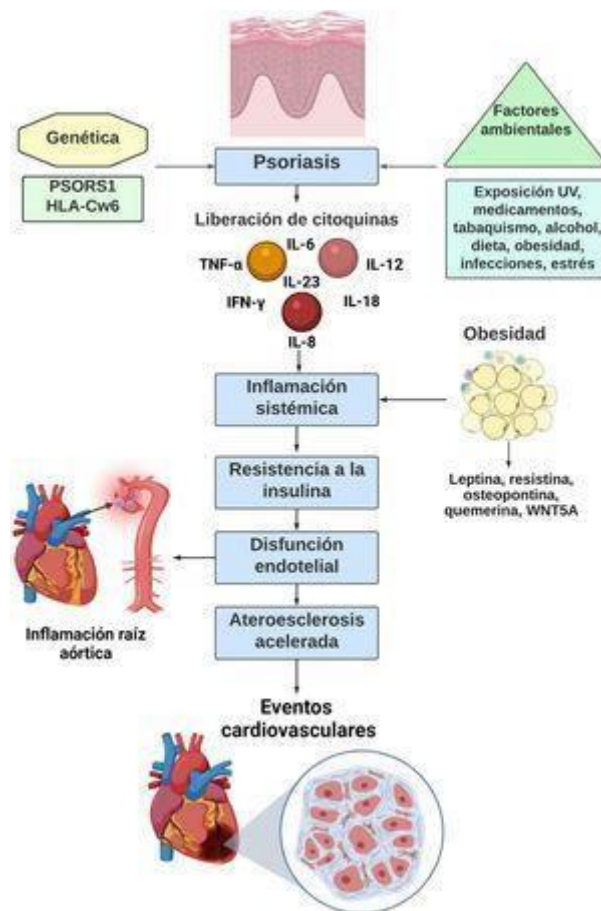 Genética
PSORS1
HLA-Cw6
Psoriasis
Factores
ambientales
Exposición UV,
medicamentos,
tabaquismo, alcohol,
dieta, obesidad,
infecciones, estrés
Liberación de citoquinas
IL-6
TNF-α
IL-12
IL-23
IFN-γ
IL-18
IL-8
Obesidad
Leptina, resistina,
osteopontina,
quemerina, WNT5A
Inflamación
sistémica
Resistencia a la
insulina
Disfunción
endotelial
Inflamación raíz
aórtica
Ateroesclerosis
acelerada
Eventos
cardiovasculares